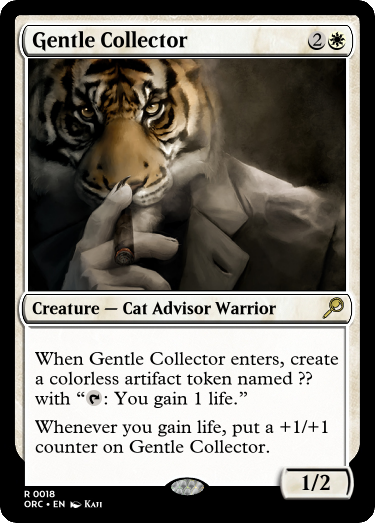 Gentle Collector 2
Creature — Cat Advisor Warrior
When Gentle Collector enters, create
a colorless artifact token named ??
with “: You gain 1 life.”
Whenever you gain life, put a +1/+1
counter on Gentle Collector.
1/2
R 0018
ORC • EN Kati